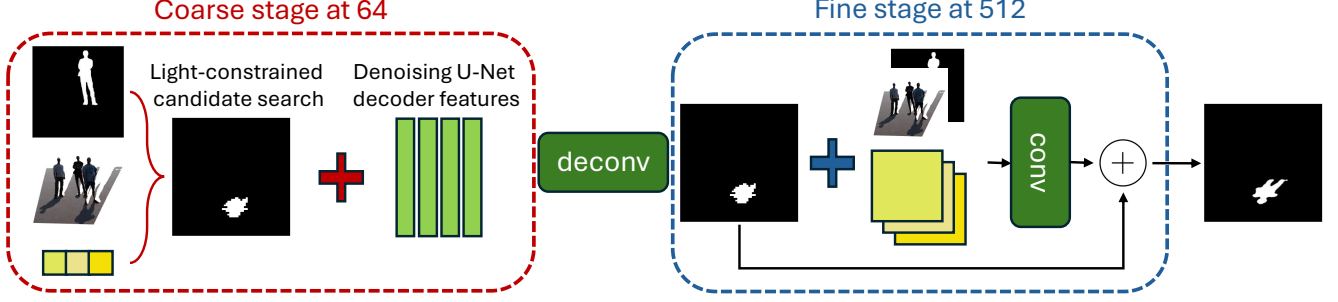 Coarse stage at 64
Fine stage at 512
Light-constrained
candidate search
Denoising U-Net
decoder features
deconv
conv